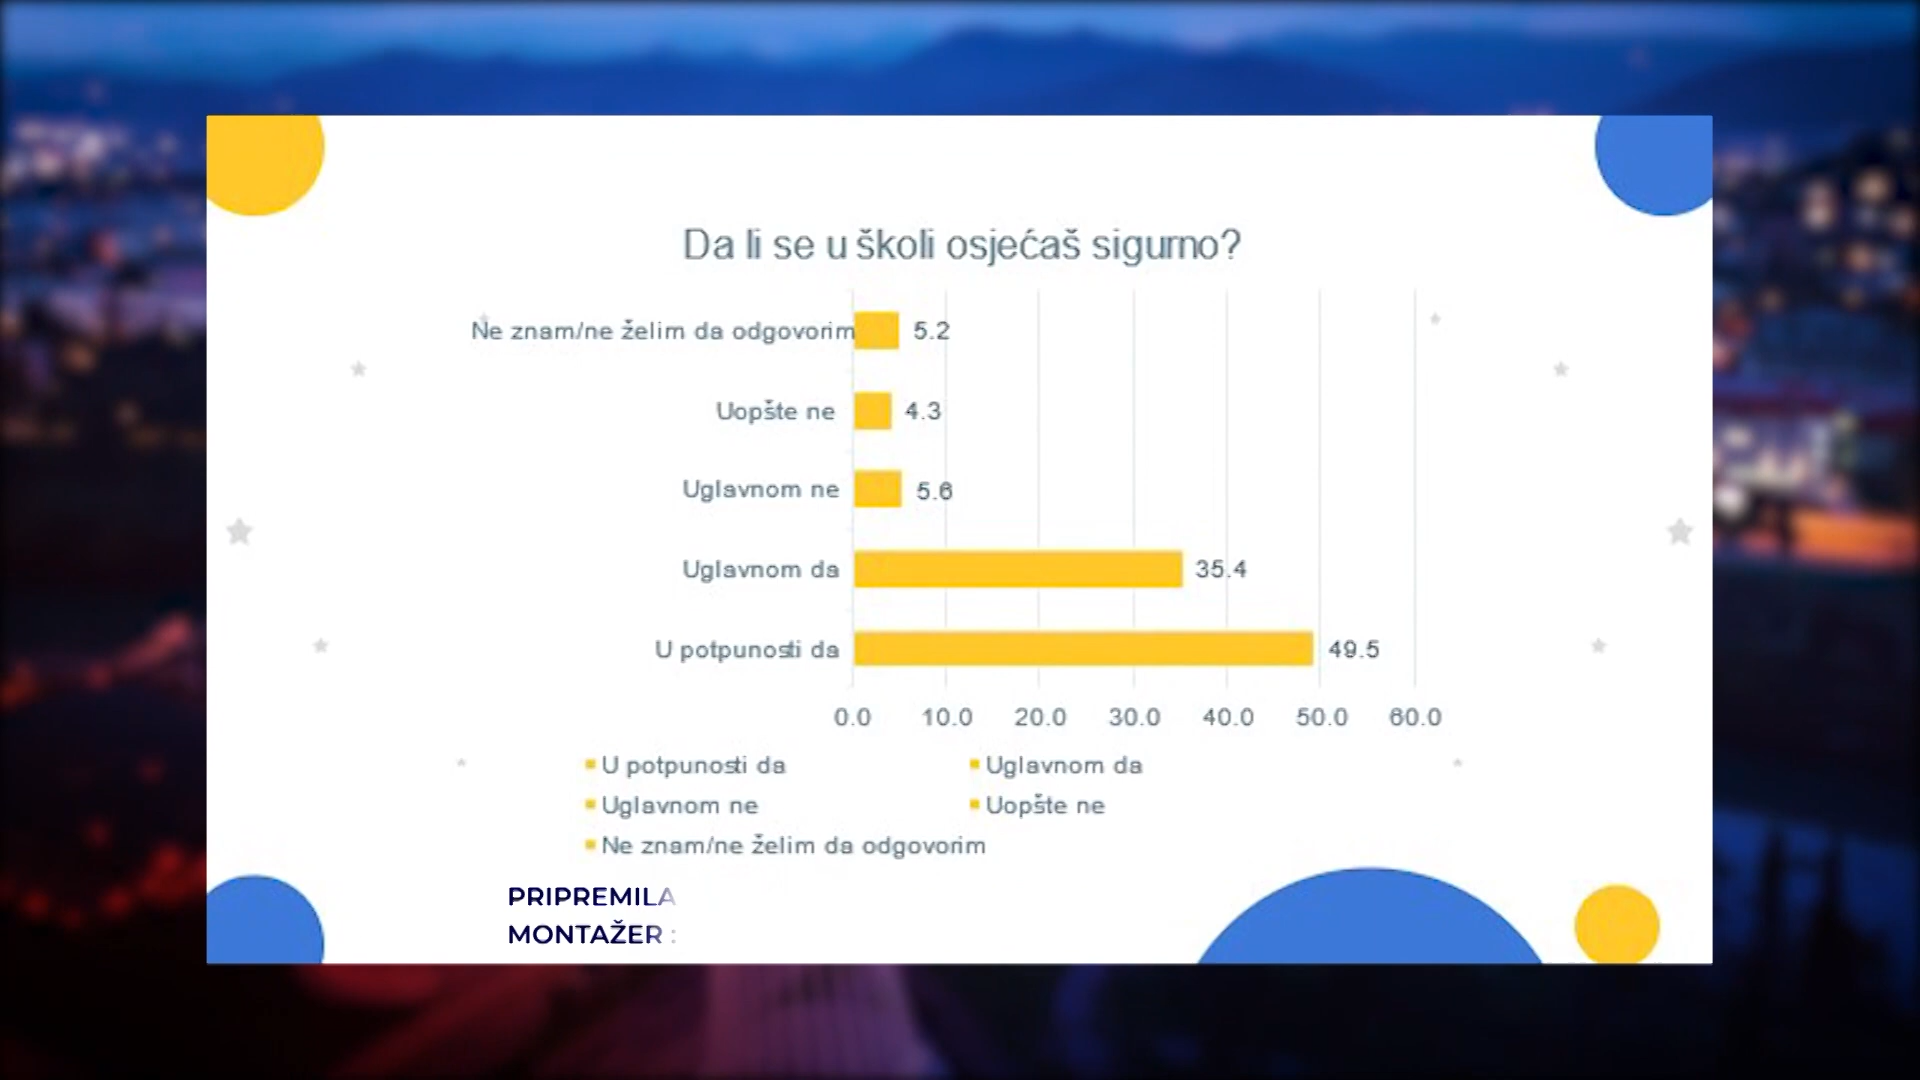 Da li se u školi osjećaš sigurno?
Ne znam/ne želim da odgovorim 5.2
Uopšte ne 4.3
Uglavnom ne 5.6
Uglavnom da 35.4
U potpunosti da 49.5
0.0 10.0 20.0 30.0 40.0 50.0 60.0
U potpunosti da Uglavnom da
Uglavnom ne Uopšte ne
Ne znam/ne želim da odgovorim
PRIPREMILA
MONTAŽER :